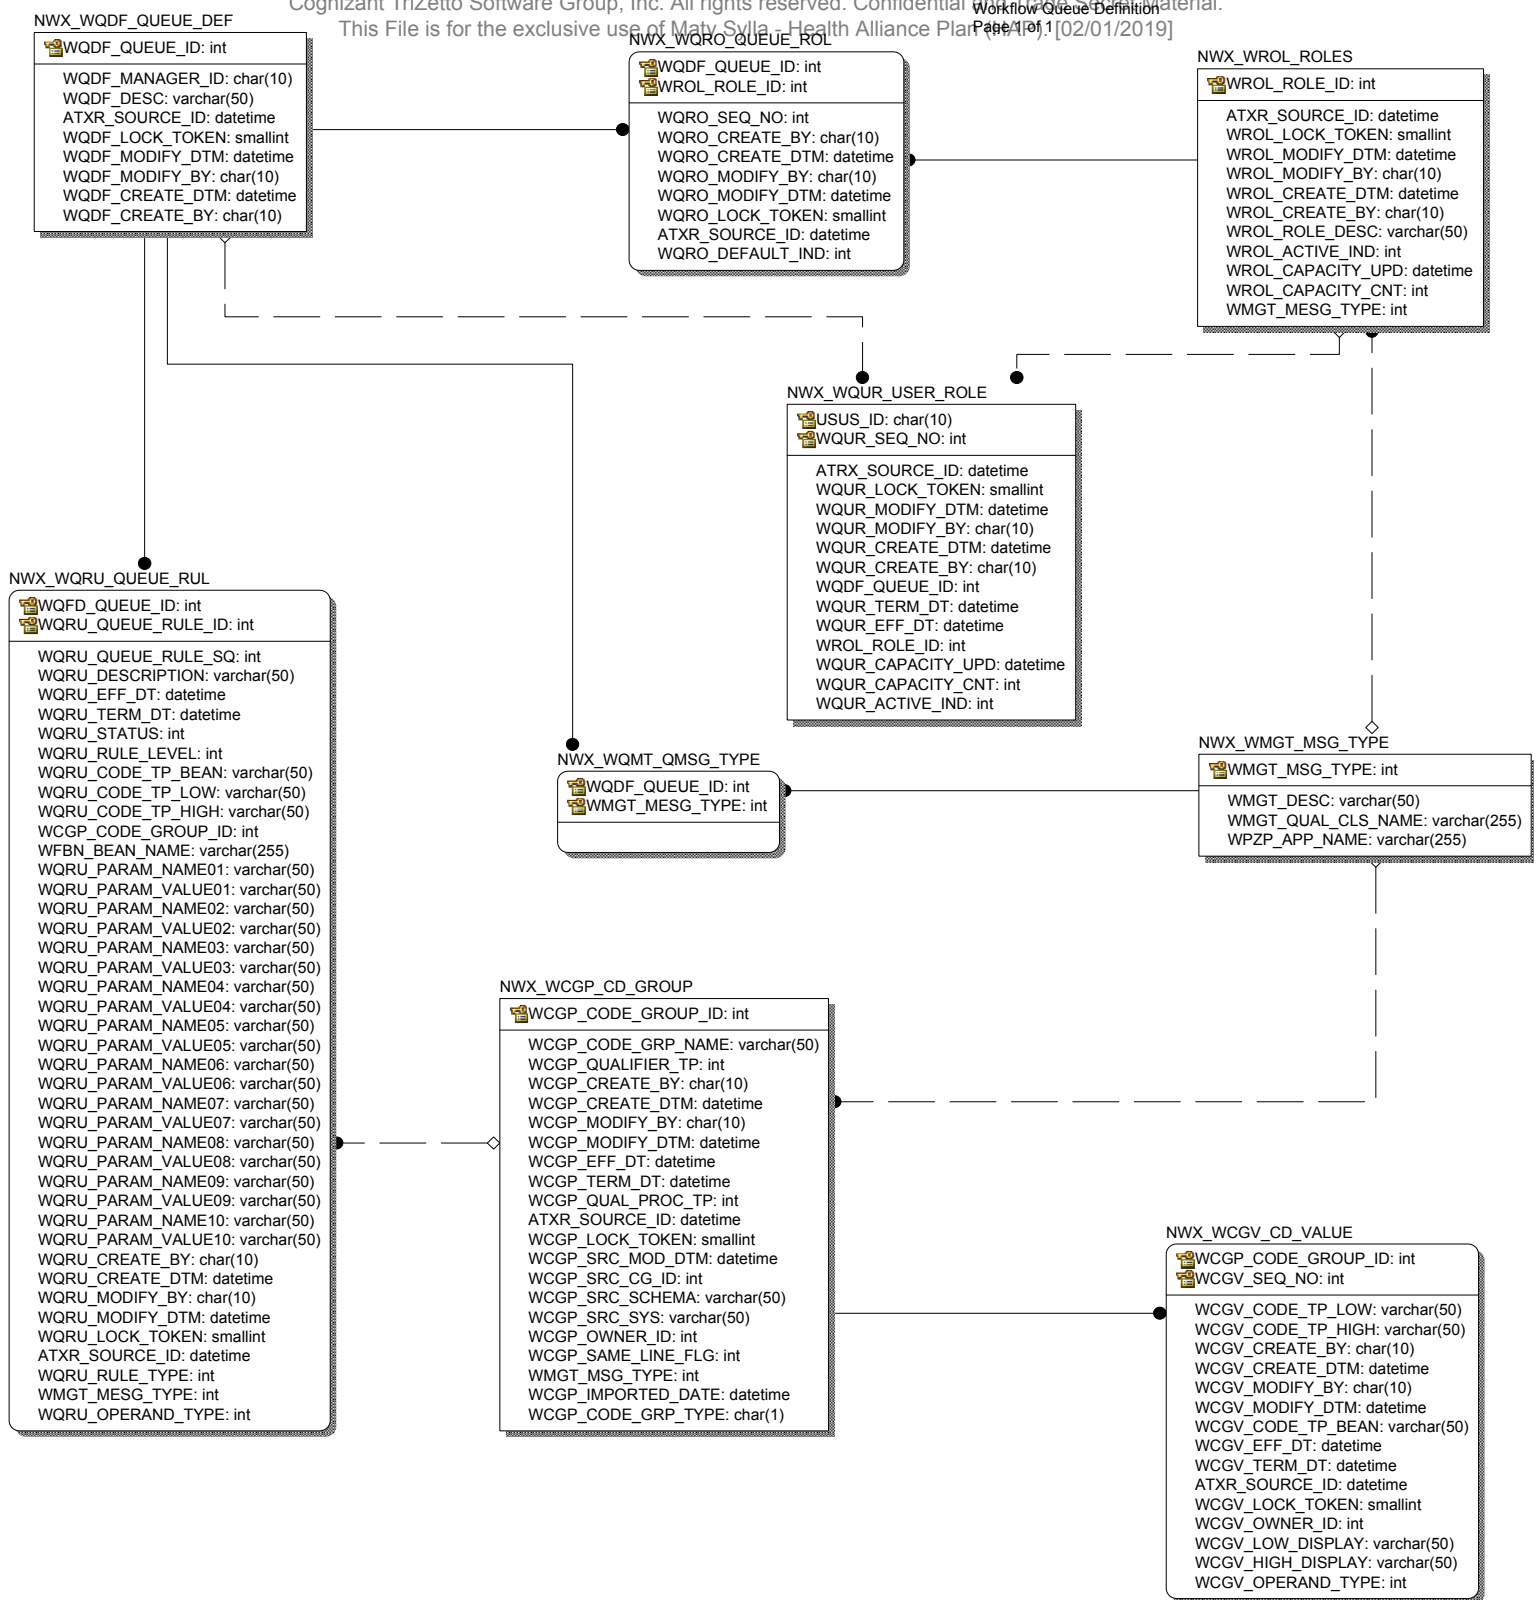 Cognizant TriZetto Software Group, Inc. All rights reserved. Confidential and Trade Secret Material.
This File is for the exclusive use of Maty Sylla - Health Alliance Plan (HAP). [02/01/2019]
Workflow Queue Definition
Page 1 of 1
NWX_WQDF_QUEUE_DEF
WQDF_QUEUE_ID: int
WQDF_MANAGER_ID: char(10)
WQDF_DESC: varchar(50)
ATXR_SOURCE_ID: datetime
WQDF_LOCK_TOKEN: smallint
WQDF_MODIFY_DTM: datetime
WQDF_MODIFY_BY: char(10)
WQDF_CREATE_DTM: datetime
WQDF_CREATE_BY: char(10)
NWX_WQRO_QUEUE_ROL
WQDF_QUEUE_ID: int
WROL_ROLE_ID: int
WQRO_SEQ_NO: int
WQRO_CREATE_BY: char(10)
WQRO_CREATE_DTM: datetime
WQRO_MODIFY_BY: char(10)
WQRO_MODIFY_DTM: datetime
WQRO_LOCK_TOKEN: smallint
ATXR_SOURCE_ID: datetime
WQRO_DEFAULT_IND: int
NWX_WROL_ROLES
WROL_ROLE_ID: int
ATXR_SOURCE_ID: datetime
WROL_LOCK_TOKEN: smallint
WROL_MODIFY_DTM: datetime
WROL_MODIFY_BY: char(10)
WROL_CREATE_DTM: datetime
WROL_CREATE_BY: char(10)
WROL_ROLE_DESC: varchar(50)
WROL_ACTIVE_IND: int
WROL_CAPACITY_UPD: datetime
WROL_CAPACITY_CNT: int
WMGT_MESG_TYPE: int
NWX_WQUR_USER_ROLE
USUS_ID: char(10)
WQUR_SEQ_NO: int
ATRX_SOURCE_ID: datetime
WQUR_LOCK_TOKEN: smallint
WQUR_MODIFY_DTM: datetime
WQUR_MODIFY_BY: char(10)
WQUR_CREATE_DTM: datetime
WQUR_CREATE_BY: char(10)
WQDF_QUEUE_ID: int
WQUR_TERM_DT: datetime
WQUR_EFF_DT: datetime
WROL_ROLE_ID: int
WQUR_CAPACITY_UPD: datetime
WQUR_CAPACITY_CNT: int
WQUR_ACTIVE_IND: int
NWX_WQRU_QUEUE_RUL
WQFD_QUEUE_ID: int
WQRU_QUEUE_RULE_ID: int
WQRU_QUEUE_RULE_SQ: int
WQRU_DESCRIPTION: varchar(50)
WQRU_EFF_DT: datetime
WQRU_TERM_DT: datetime
WQRU_STATUS: int
WQRU_RULE_LEVEL: int
WQRU_CODE_TP_BEAN: varchar(50)
WQRU_CODE_TP_LOW: varchar(50)
WQRU_CODE_TP_HIGH: varchar(50)
WCGP_CODE_GROUP_ID: int
WFBN_BEAN_NAME: varchar(255)
WQRU_PARAM_NAME01: varchar(50)
WQRU_PARAM_VALUE01: varchar(50)
WQRU_PARAM_NAME02: varchar(50)
WQRU_PARAM_VALUE02: varchar(50)
WQRU_PARAM_NAME03: varchar(50)
WQRU_PARAM_VALUE03: varchar(50)
WQRU_PARAM_NAME04: varchar(50)
WQRU_PARAM_VALUE04: varchar(50)
WQRU_PARAM_NAME05: varchar(50)
WQRU_PARAM_VALUE05: varchar(50)
WQRU_PARAM_NAME06: varchar(50)
WQRU_PARAM_VALUE06: varchar(50)
WQRU_PARAM_NAME07: varchar(50)
WQRU_PARAM_VALUE07: varchar(50)
WQRU_PARAM_NAME08: varchar(50)
WQRU_PARAM_VALUE08: varchar(50)
WQRU_PARAM_NAME09: varchar(50)
WQRU_PARAM_VALUE09: varchar(50)
WQRU_PARAM_NAME10: varchar(50)
WQRU_PARAM_VALUE10: varchar(50)
WQRU_CREATE_BY: char(10)
WQRU_CREATE_DTM: datetime
WQRU_MODIFY_BY: char(10)
WQRU_MODIFY_DTM: datetime
WQRU_LOCK_TOKEN: smallint
ATXR_SOURCE_ID: datetime
WQRU_RULE_TYPE: int
WMGT_MESG_TYPE: int
WQRU_OPERAND_TYPE: int
NWX_WQMT_QMSG_TYPE
WQDF_QUEUE_ID: int
WMGT_MESG_TYPE: int
NWX_WMGT_MSG_TYPE
WMGT_MSG_TYPE: int
WMGT_DESC: varchar(50)
WMGT_QUAL_CLS_NAME: varchar(255)
WPZP_APP_NAME: varchar(255)
NWX_WCGP_CD_GROUP
WCGP_CODE_GROUP_ID: int
WCGP_CODE_GRP_NAME: varchar(50)
WCGP_QUALIFIER_TP: int
WCGP_CREATE_BY: char(10)
WCGP_CREATE_DTM: datetime
WCGP_MODIFY_BY: char(10)
WCGP_MODIFY_DTM: datetime
WCGP_EFF_DT: datetime
WCGP_TERM_DT: datetime
WCGP_QUAL_PROC_TP: int
ATXR_SOURCE_ID: datetime
WCGP_LOCK_TOKEN: smallint
WCGP_SRC_MOD_DTM: datetime
WCGP_SRC_CG_ID: int
WCGP_SRC_SCHEMA: varchar(50)
WCGP_SRC_SYS: varchar(50)
WCGP_OWNER_ID: int
WCGP_SAME_LINE_FLG: int
WMGT_MSG_TYPE: int
WCGP_IMPORTED_DATE: datetime
WCGP_CODE_GRP_TYPE: char(1)
NWX_WCGV_CD_VALUE
WCGP_CODE_GROUP_ID: int
WCGV_SEQ_NO: int
WCGV_CODE_TP_LOW: varchar(50)
WCGV_CODE_TP_HIGH: varchar(50)
WCGV_CREATE_BY: char(10)
WCGV_CREATE_DTM: datetime
WCGV_MODIFY_BY: char(10)
WCGV_MODIFY_DTM: datetime
WCGV_CODE_TP_BEAN: varchar(50)
WCGV_EFF_DT: datetime
WCGV_TERM_DT: datetime
ATXR_SOURCE_ID: datetime
WCGV_LOCK_TOKEN: smallint
WCGV_OWNER_ID: int
WCGV_LOW_DISPLAY: varchar(50)
WCGV_HIGH_DISPLAY: varchar(50)
WCGV_OPERAND_TYPE: int